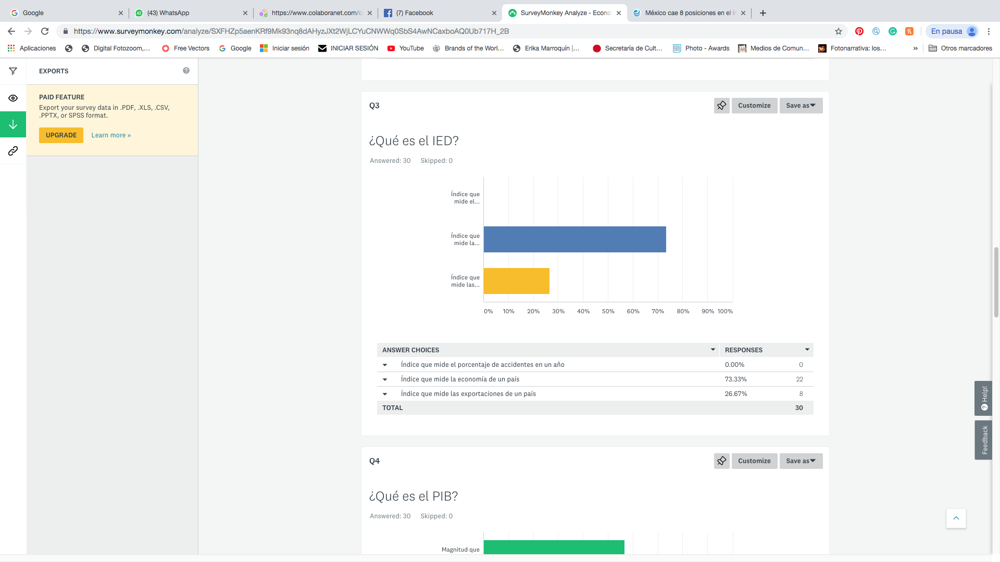 Google
(43) WhatsApp
https://www.colaboranet.com/c
(7) Facebook
SurveyMonkey Analyze - Econo
México cae 8 posiciones en el í
https://www.surveymonkey.com/analyze/SXFHZp5aenKRf9Mk93nq8dAHyzJXt2WjLCYuCNWWq0SbS4AwNCaxboAQ0Ub717H_2B
En pausa
Aplicaciones
Digital Fotozoom,...
Free Vectors
Google
Iniciar sesión
INICIAR SESIÓN
YouTube
Brands of the Worl...
Erika Marroquín |...
Secretaría de Cult...
Photo - Awards
Medios de Comun...
Fotonarrativa: los...
»
Otros marcadores
EXPORTS
?
PAID FEATURE
Export your survey data in .PDF, .XLS, .CSV,
.PPTX, or SPSS format.
UPGRADE
Learn more »
Q3
Customize
Save as
¿Qué es el IED?
Answered: 30 Skipped: 0
Índice que
mide el...
Índice que
mide la...
Índice que
mide las...
0% 10% 20% 30% 40% 50% 60% 70% 80% 90% 100%
ANSWER CHOICES RESPONSES
Índice que mide el porcentaje de accidentes en un año 0.00% 0
Índice que mide la economía de un país 73.33% 22
Índice que mide las exportaciones de un país 26.67% 8
TOTAL 30
Help!
Feedback
Q4
Customize
Save as
¿Qué es el PIB?
Answered: 30 Skipped: 0
Magnitud que